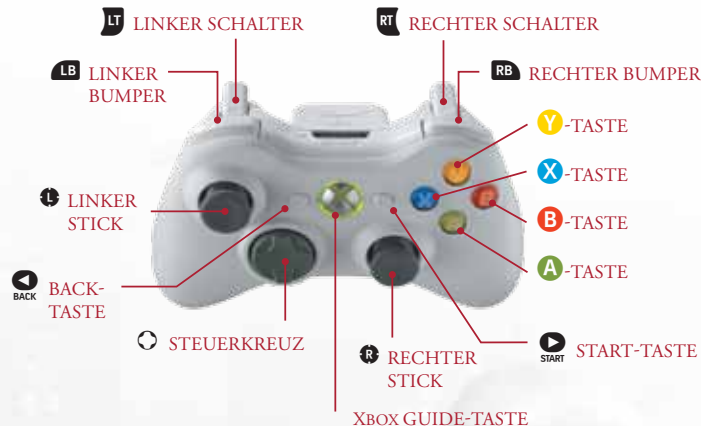 LT LINKER SCHALTER
RT RECHTER SCHALTER
LB LINKER
BUMPER
RB RECHTER BUMPER
Y-TASTE
X-TASTE
B-TASTE
A-TASTE
L LINKER
STICK
BACK BACK-
TASTE
STEUERKREUZ
R RECHTER
STICK
START START-TASTE
XBOX GUIDE-TASTE